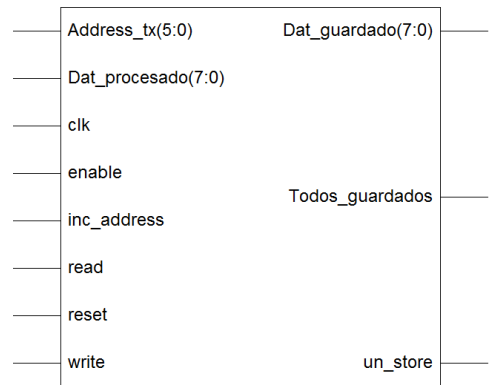 Address_tx(5:0) Dat_guardado(7:0)
Dat_procesado(7:0)
clk
enable
Todos_guardados
inc_address
read
reset
write un_store